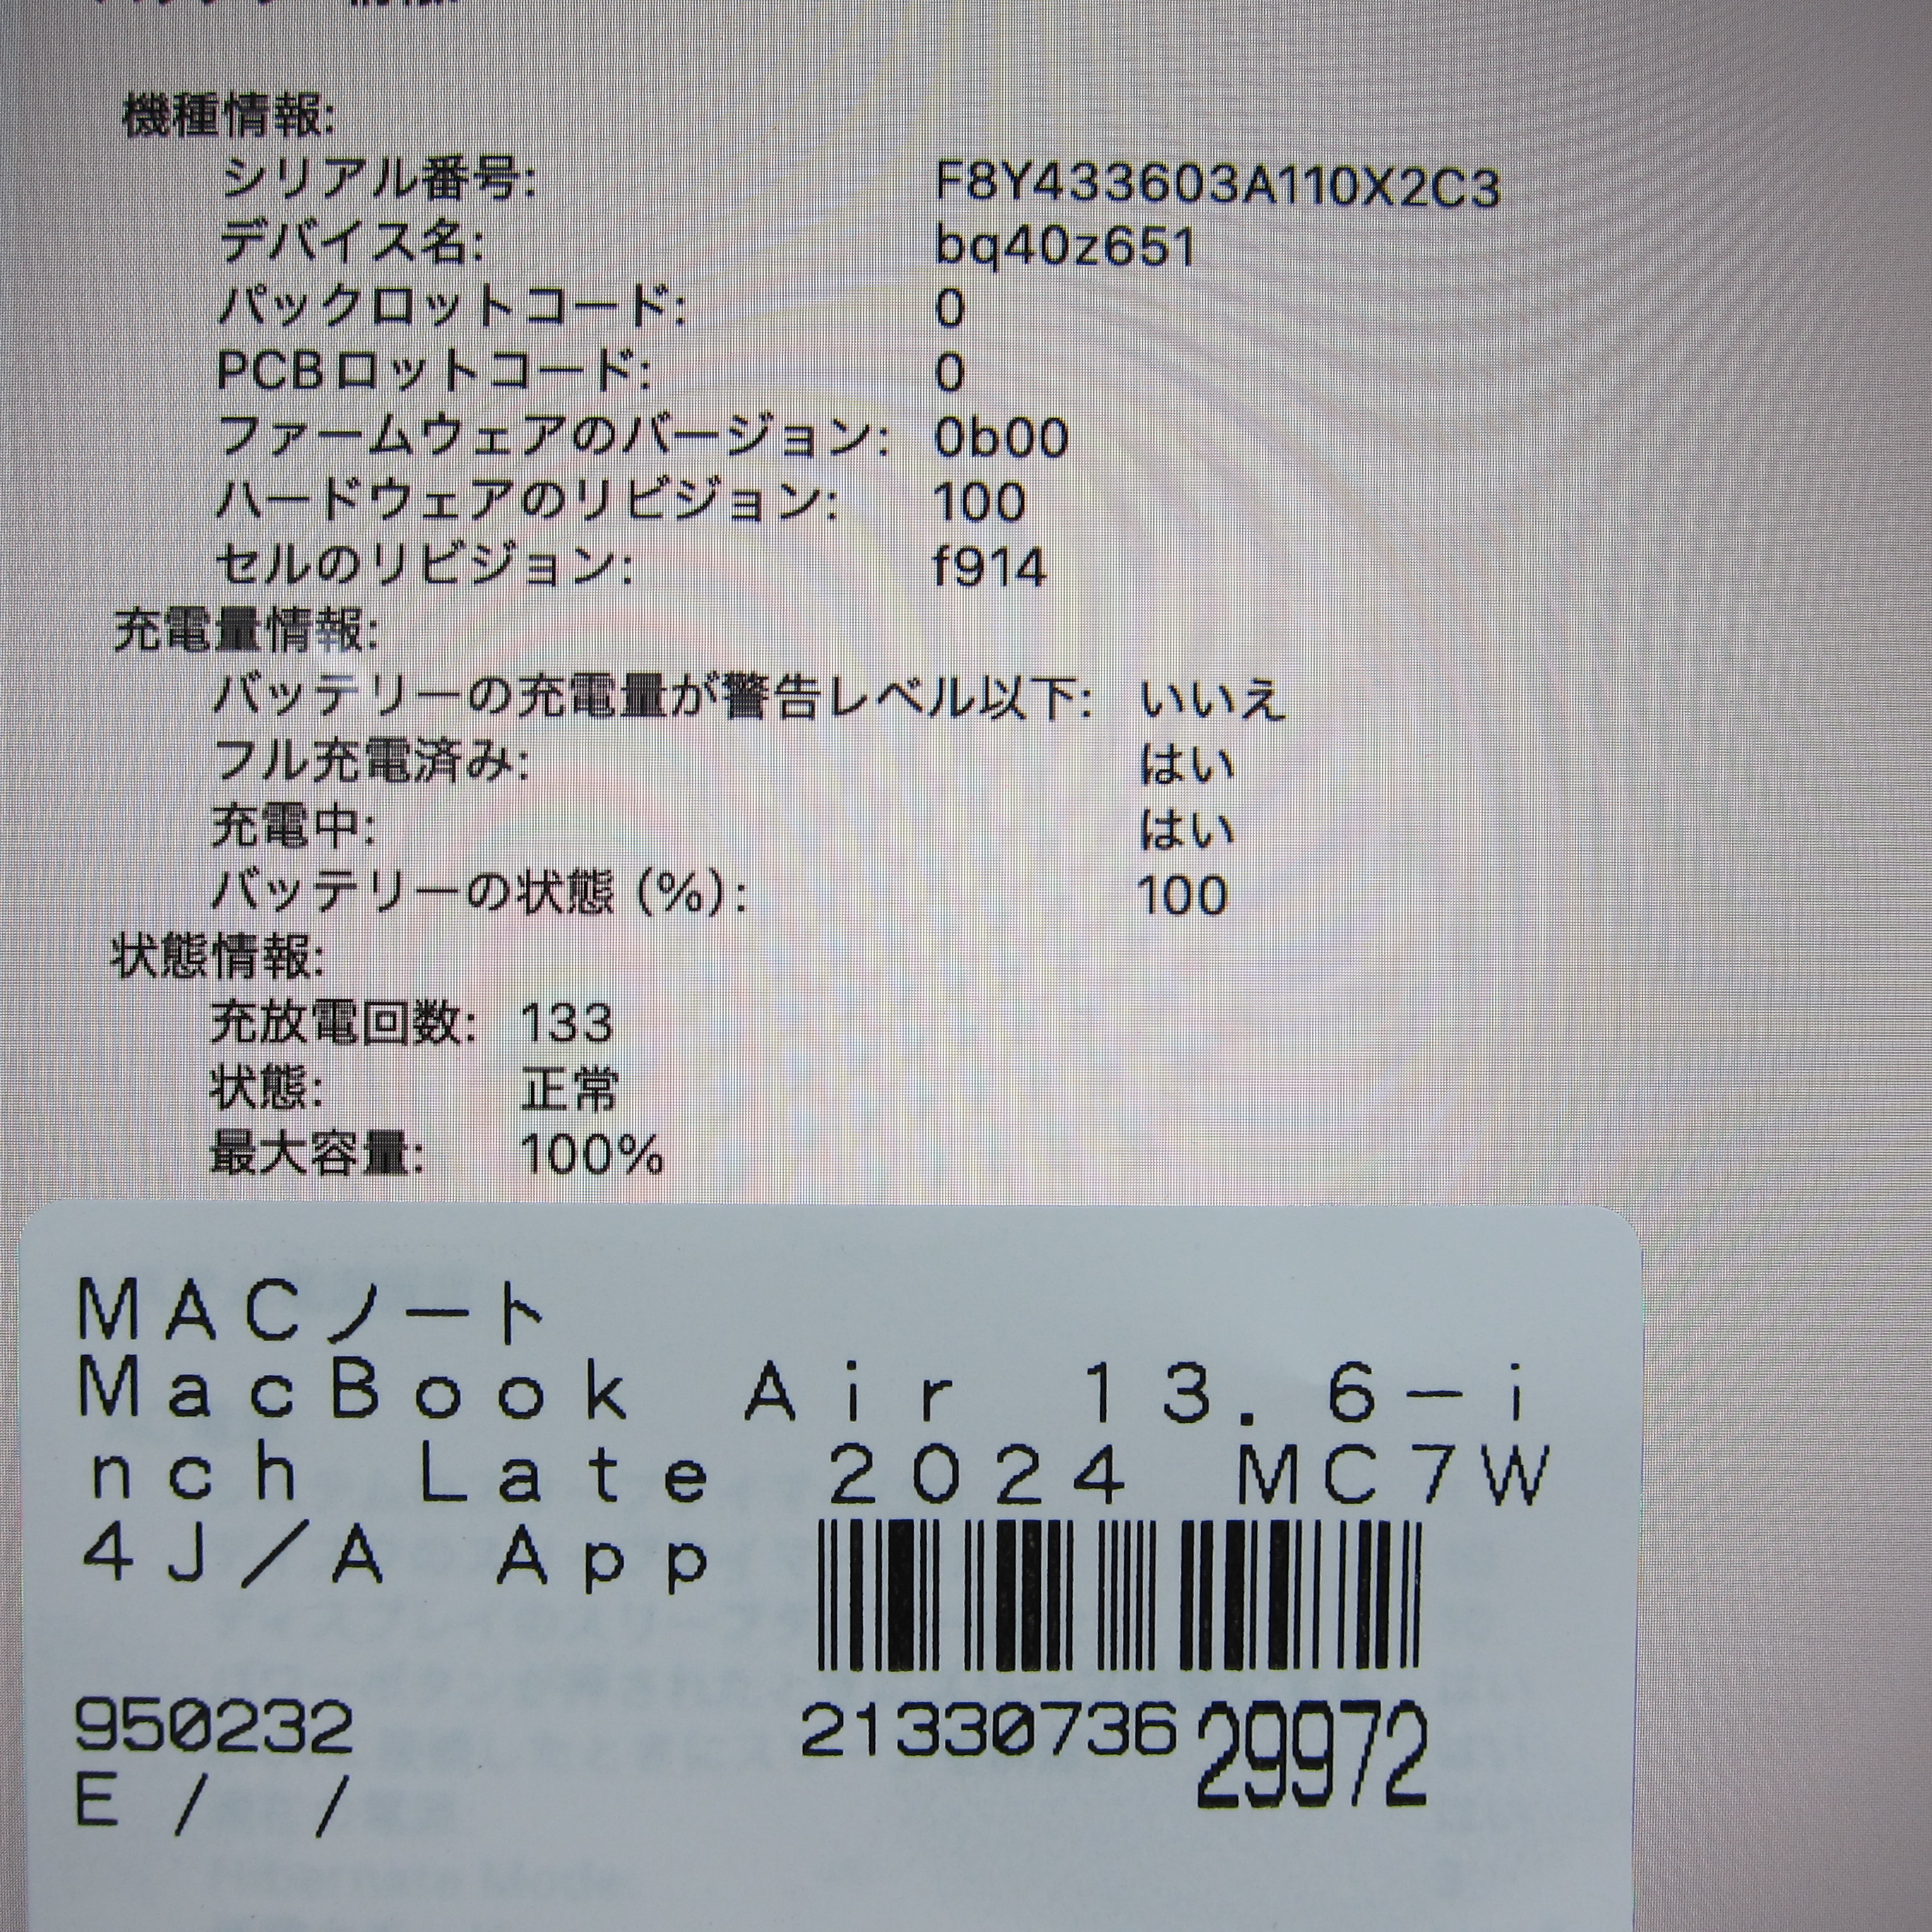 機種情報:
シリアル番号: F8Y433603A110X2C3
デバイス名: bq40z651
パックロットコード: 0
PCBロットコード: 0
ファームウェアのバージョン: 0b00
ハードウェアのリビジョン: 100
セルのリビジョン: f914
充電量情報:
バッテリーの充電量が警告レベル以下: いいえ
フル充電済み: はい
充電中: はい
バッテリーの状態 (%): 100
状態情報:
充放電回数: 133
状態: 正常
最大容量: 100%
MACノート
MacBook Air 13.6-i
nch Late 2024 MC7W
4J/A App
950232 21330736 29972
E / /
Hibernate Mode